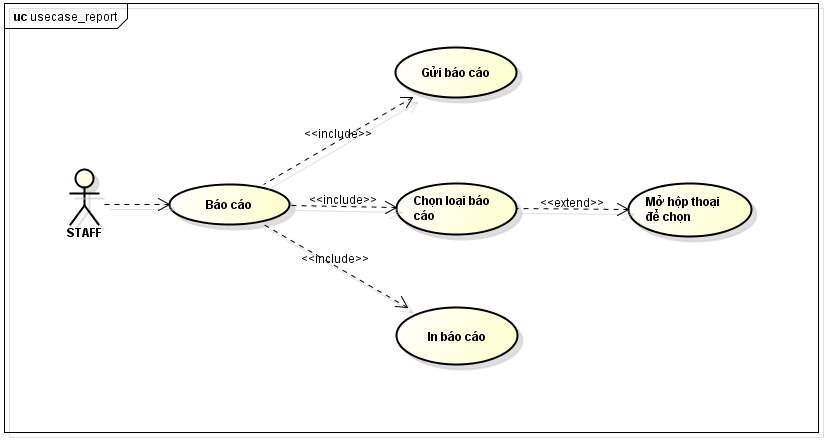 uc usecase_report
Gửi báo cáo
<<include>>
STAFF
Báo cáo
<<include>>
Chọn loại báo
cáo
<<extend>>
Mở hộp thoại
để chọn
<<include>>
In báo cáo